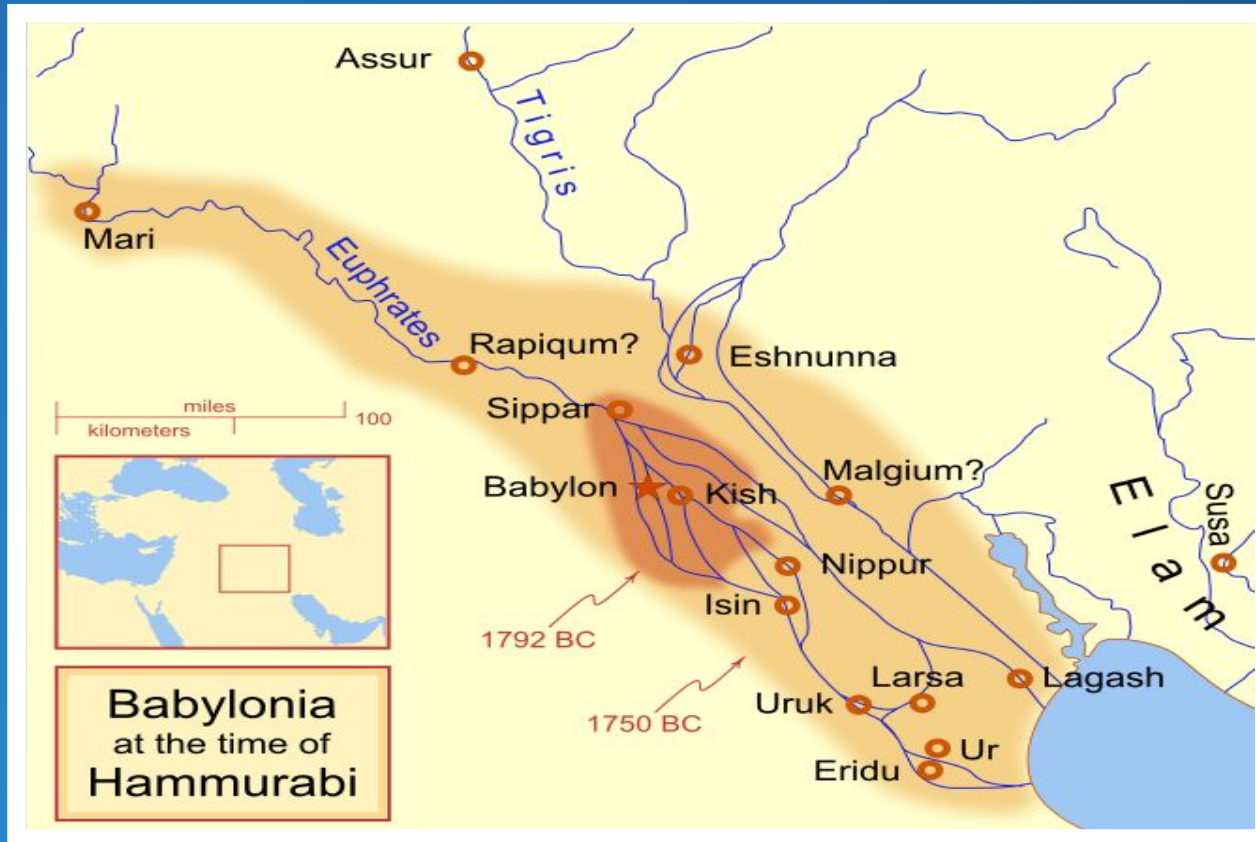 Assur
Tigris
Mari
Euphrates
Rapiqum?
Eshnunna
miles
kilometers
100
Sippar
Babylon
Kish
Malgium?
Elam
Susa
Nippur
Isin
1792 BC
Larsa
Lagash
Uruk
1750 BC
Ur
Eridu
Babylonia
at the time of
Hammurabi